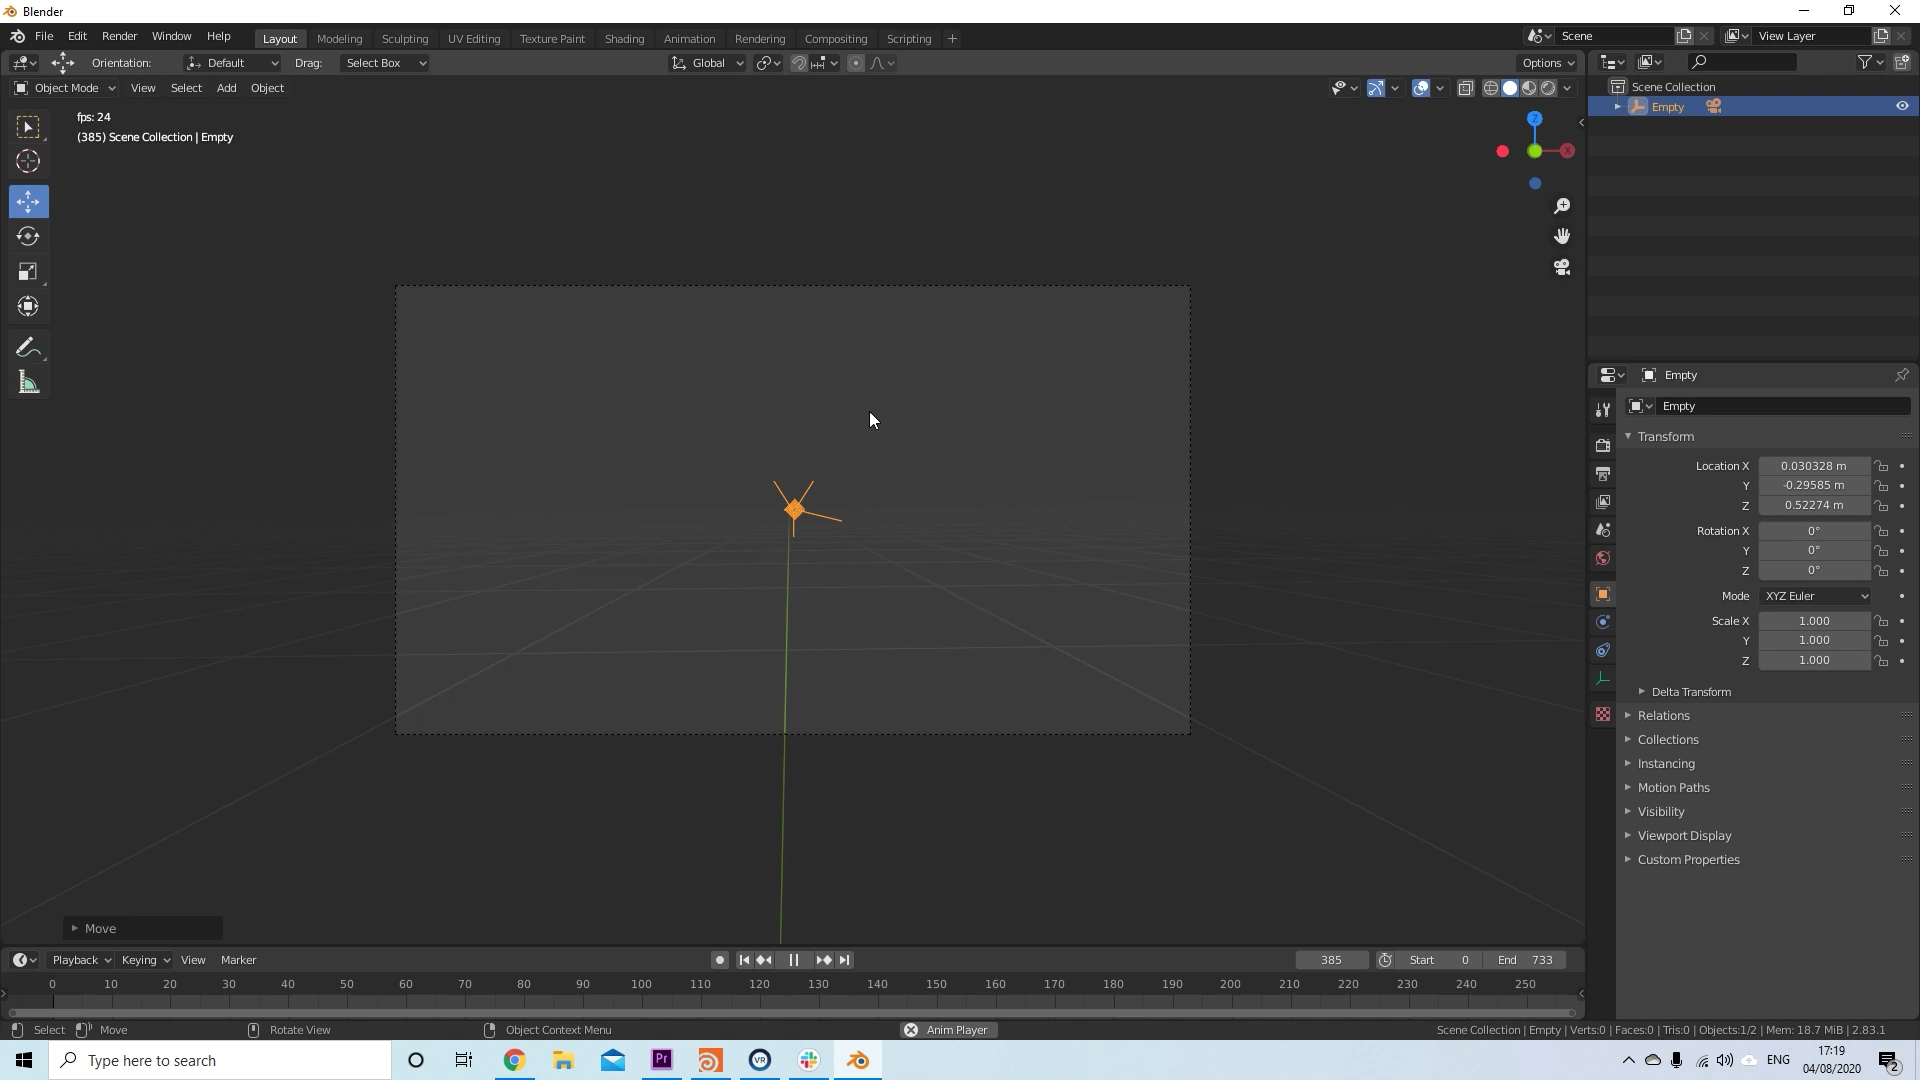 Blender
File Edit Render Window Help
Layout Modeling Sculpting UV Editing Texture Paint Shading Animation Rendering Compositing Scripting
Scene
View Layer
Orientation: Default Drag: Select Box
Global
Options
Object Mode View Select Add Object
Scene Collection
Empty
fps: 24
(385) Scene Collection | Empty
Z
X
Empty
Empty
Transform
Location X 0.030328 m
Y -0.29585 m
Z 0.52274 m
Rotation X 0°
Y 0°
Z 0°
Mode XYZ Euler
Scale X 1.000
Y 1.000
Z 1.000
Delta Transform
Relations
Collections
Instancing
Motion Paths
Visibility
Viewport Display
Custom Properties
Move
Playback Keying View Marker
385 Start 0 End 733
0 10 20 30 40 50 60 70 80 90 100 110 120 130 140 150 160 170 180 190 200 210 220 230 240 250
Select Move Rotate View Object Context Menu Anim Player
Scene Collection | Empty | Verts:0 | Faces:0 | Tris:0 | Objects:1/2 | Mem: 18.7 MiB | 2.83.1
Type here to search
Pr
VR
ENG
17:19
04/08/2020
2